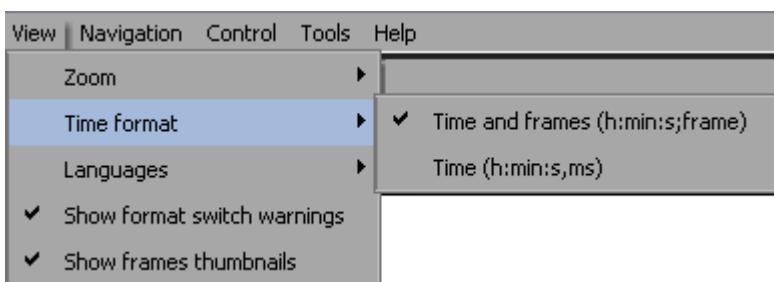 View Navigation Control Tools Help
Zoom
Time format
Time and frames (h:min:s;frame)
Time (h:min:s,ms)
Languages
Show format switch warnings
Show frames thumbnails